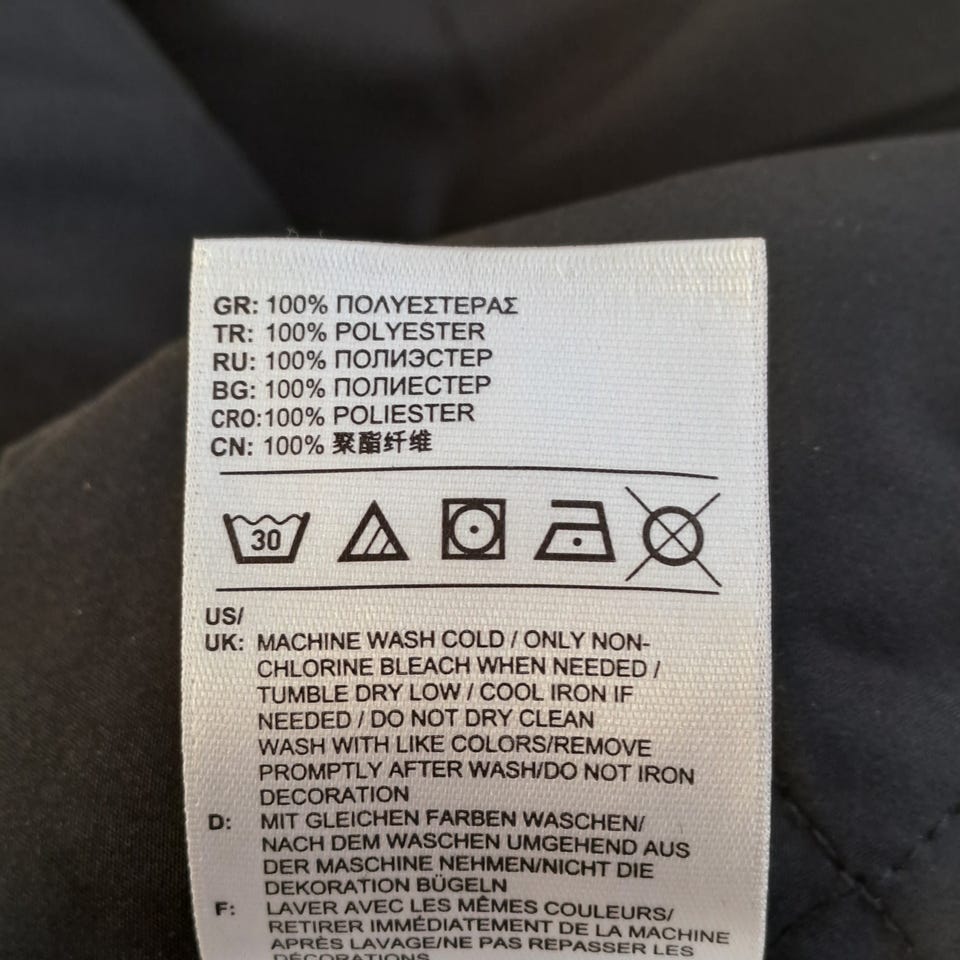 GR: 100% ΠΟΛΥΕΣΤΕΡΑΣ
TR: 100% POLYESTER
RU: 100% ПОЛИЭСТЕР
BG: 100% ПОЛИЕСТЕР
CRO:100% POLIESTER
CN: 100% 聚酯纤维
30
US/
UK: MACHINE WASH COLD / ONLY NON-
CHLORINE BLEACH WHEN NEEDED /
TUMBLE DRY LOW / COOL IRON IF
NEEDED / DO NOT DRY CLEAN
WASH WITH LIKE COLORS/REMOVE
PROMPTLY AFTER WASH/DO NOT IRON
DECORATION
D: MIT GLEICHEN FARBEN WASCHEN/
NACH DEM WASCHEN UMGEHEND AUS
DER MASCHINE NEHMEN/NICHT DIE
DEKORATION BÜGELN
F: LAVER AVEC LES MÊMES COULEURS/
RETIRER IMMÉDIATEMENT DE LA MACHINE
APRÈS LAVAGE/NE PAS REPASSER LES
DÉCORATIONS